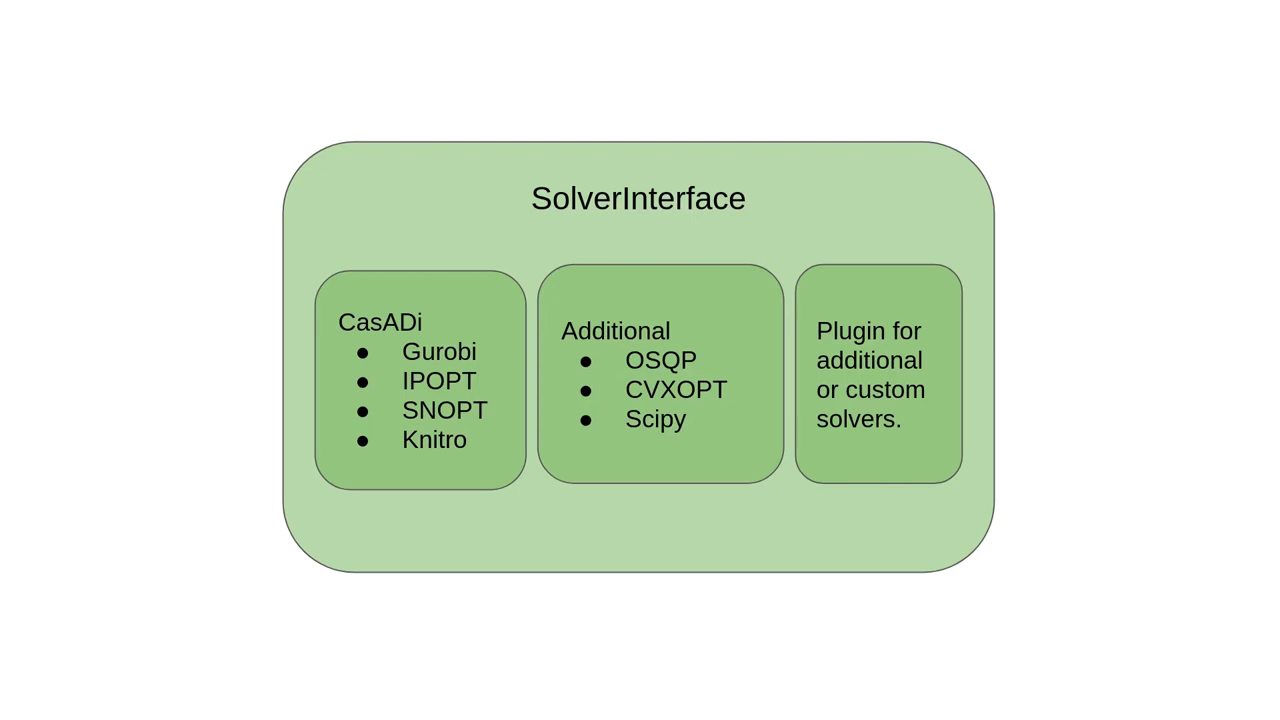 SolverInterface
CasADi
● Gurobi
● IPOPT
● SNOPT
● Knitro
Additional
● OSQP
● CVXOPT
● Scipy
Plugin for
additional
or custom
solvers.